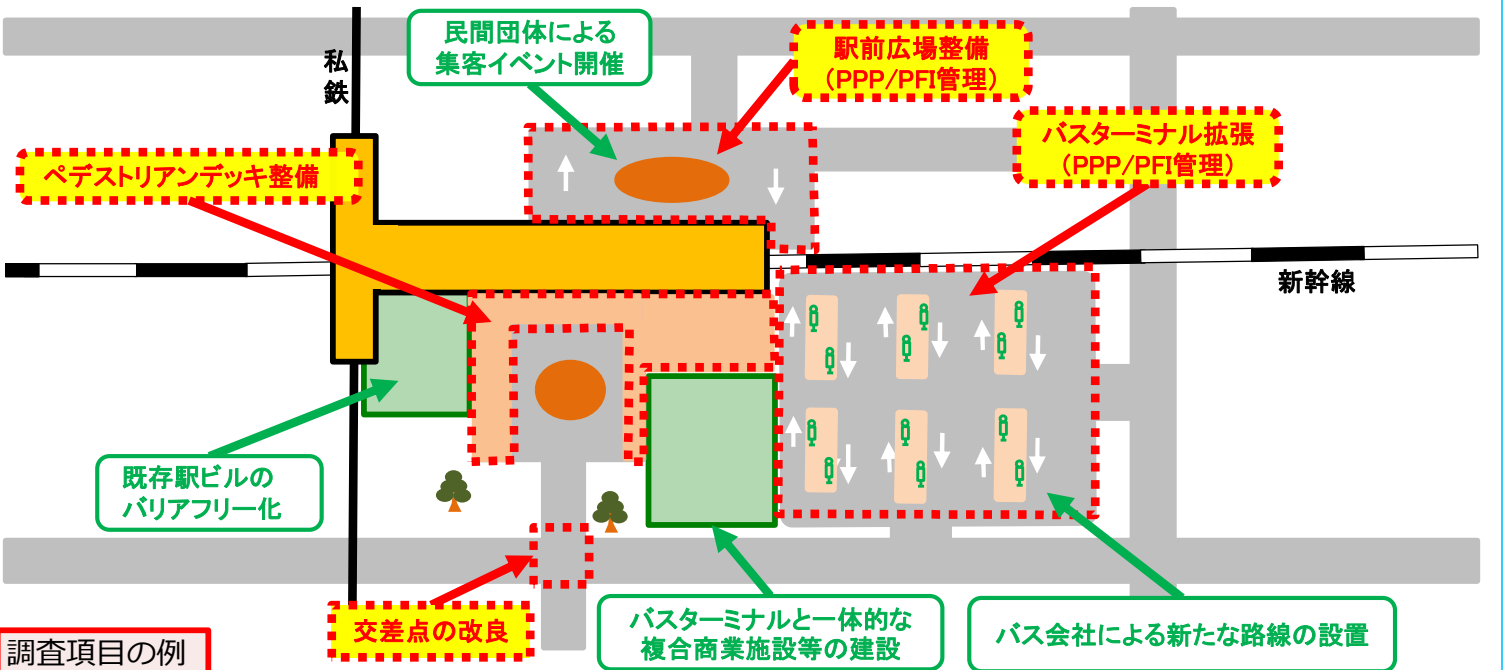 民間団体による
集客イベント開催
駅前広場整備
(PPP/PFI管理)
私
鉄
バスターミナル拡張
(PPP/PFI管理)
ペデストリアンデッキ整備
新幹線
既存駅ビルの
バリアフリー化
交差点の改良
バスターミナルと一体的な
複合商業施設等の建設
バス会社による新たな路線の設置
調査項目の例